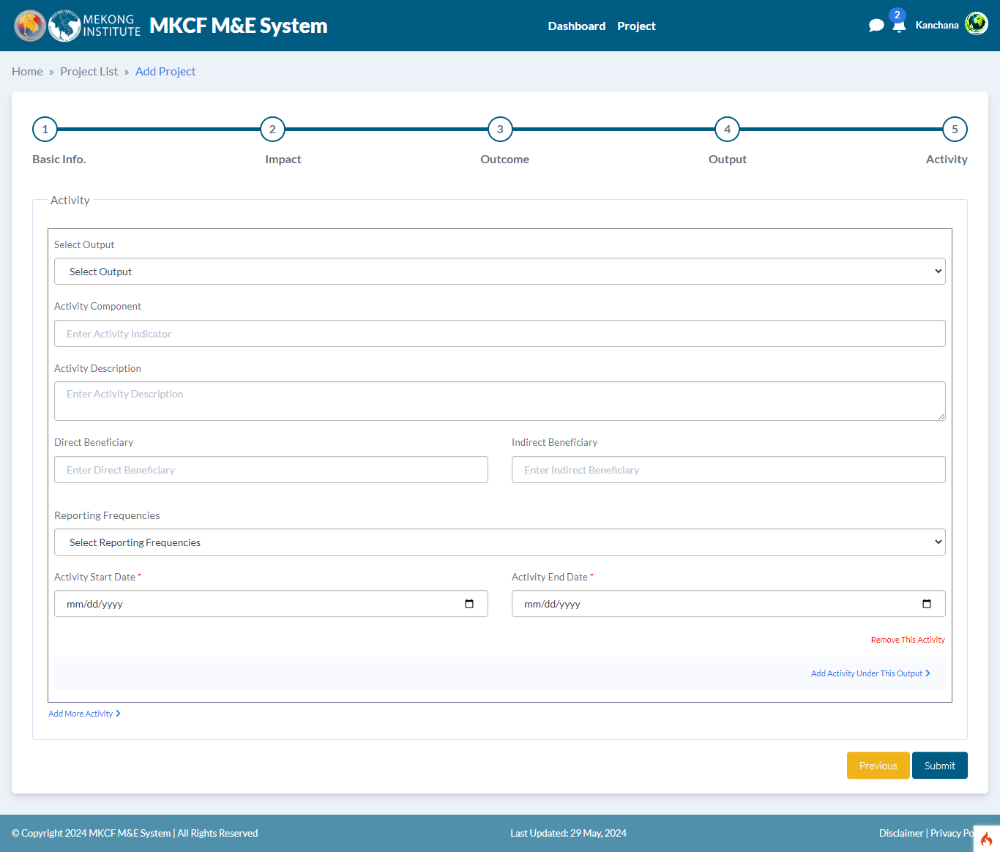 MEKONG
INSTITUTE
MKCF M&E System
Dashboard Project
2
Kanchana
Home » Project List » Add Project
1 2 3 4 5
Basic Info. Impact Outcome Output Activity
Activity
Select Output
Select Output
Activity Component
Enter Activity Indicator
Activity Description
Enter Activity Description
Direct Beneficiary Indirect Beneficiary
Enter Direct Beneficiary Enter Indirect Beneficiary
Reporting Frequencies
Select Reporting Frequencies
Activity Start Date * Activity End Date *
mm/dd/yyyy mm/dd/yyyy
Remove This Activity
Add Activity Under This Output
Add More Activity
Previous Submit
© Copyright 2024 MKCF M&E System | All Rights Reserved Last Updated: 29 May, 2024 Disclaimer | Privacy Po